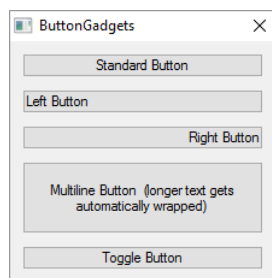 ButtonGadgets
Standard Button
Left Button
Right Button
Multiline Button  (longer text gets
automatically wrapped)
Toggle Button